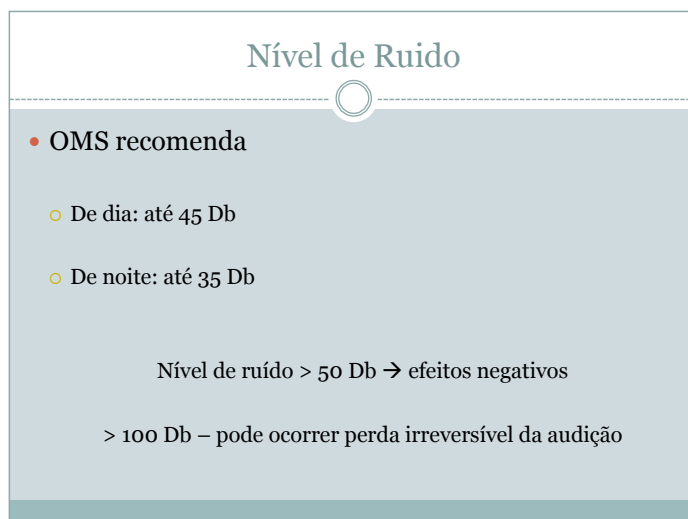 Nível de Ruido
• OMS recomenda
De dia: até 45 Db
De noite: até 35 Db
Nível de ruído > 50 Db → efeitos negativos
> 100 Db – pode ocorrer perda irreversível da audição